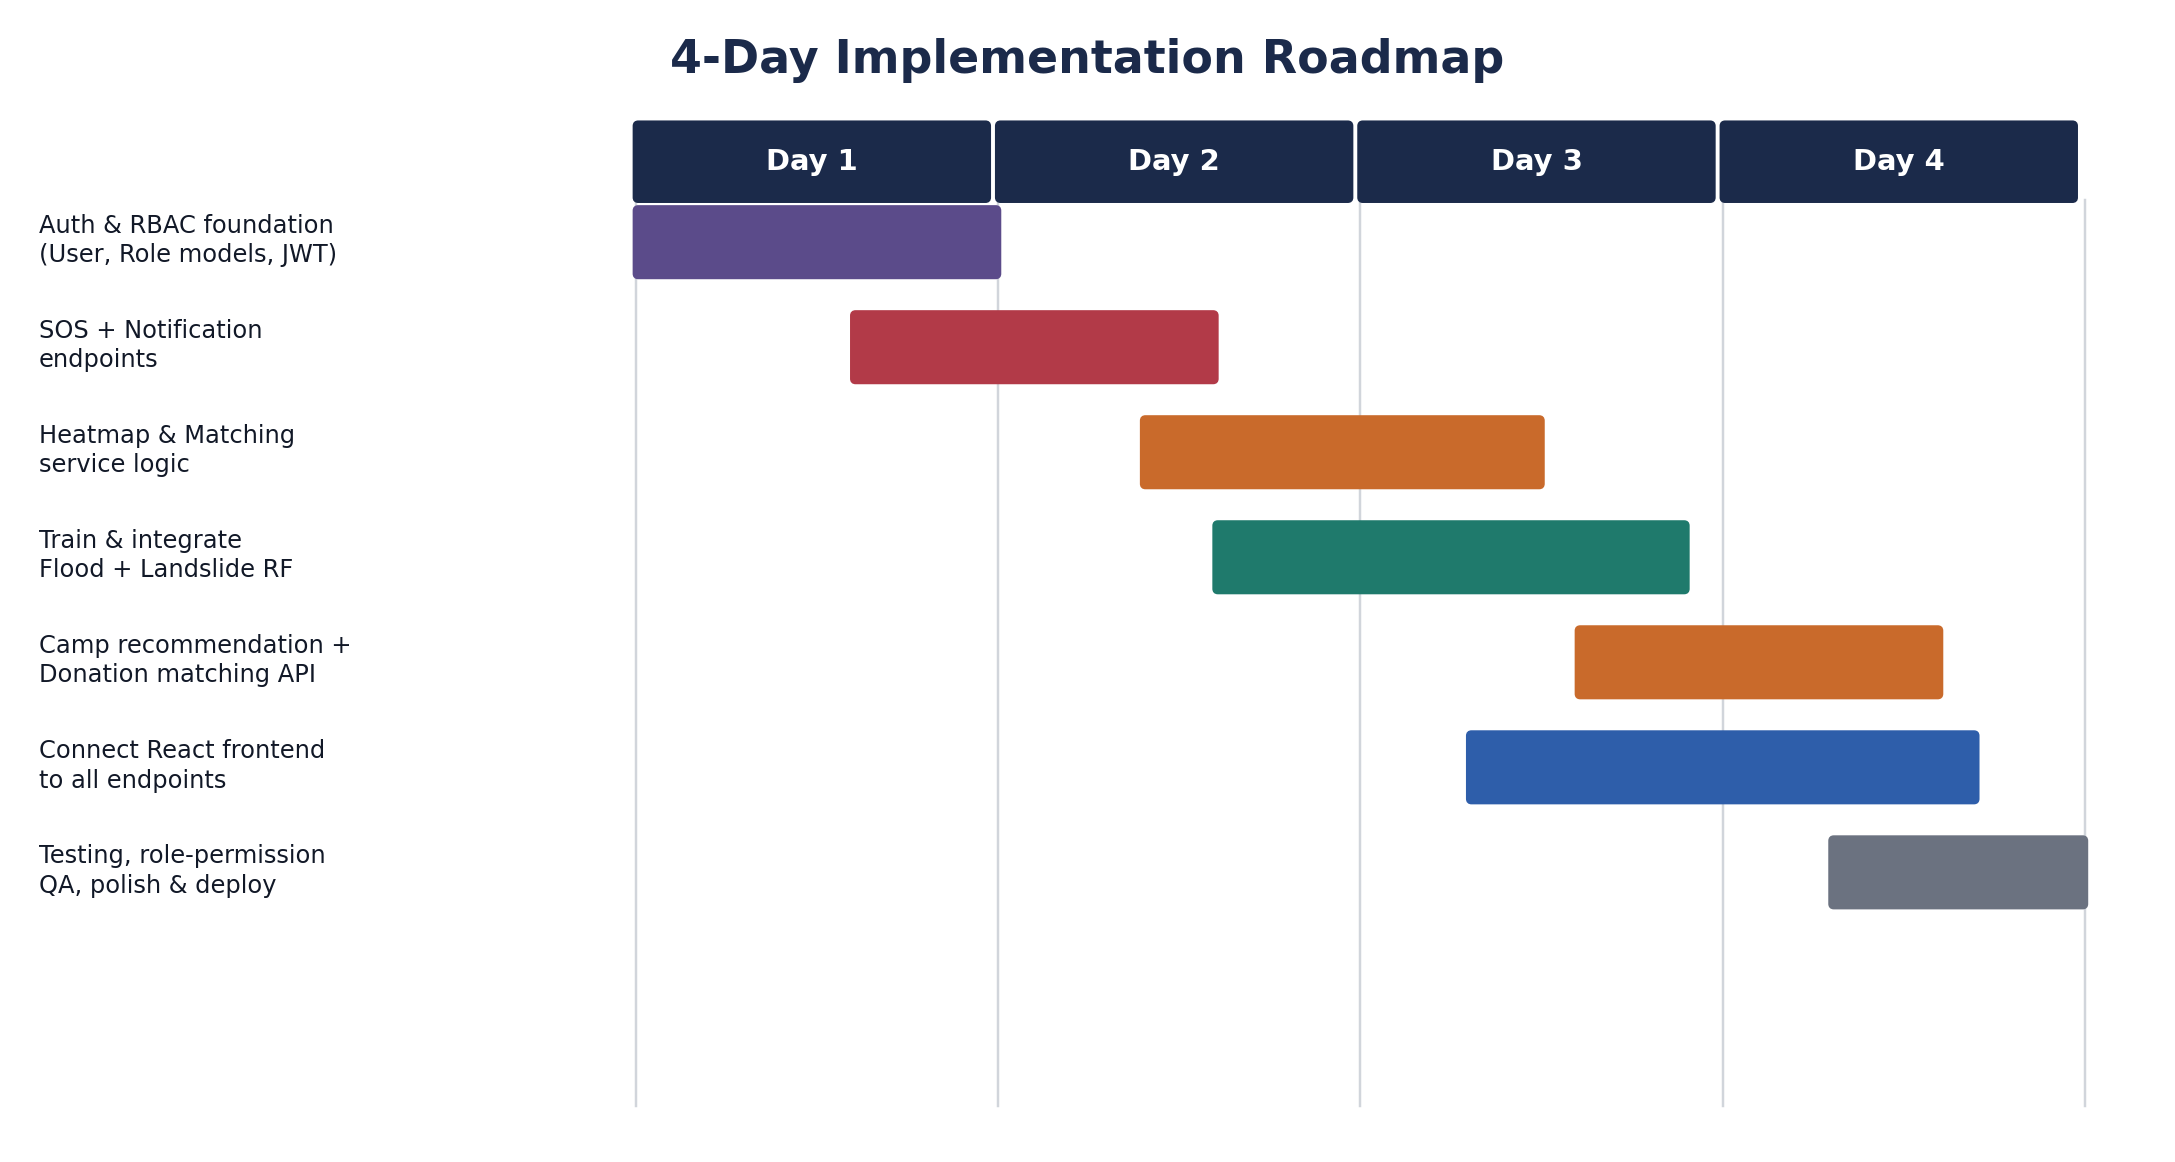 4-Day Implementation Roadmap
Day 1
Day 2
Day 3
Day 4
Auth & RBAC foundation
(User, Role models, JWT)
SOS + Notification
endpoints
Heatmap & Matching
service logic
Train & integrate
Flood + Landslide RF
Camp recommendation +
Donation matching API
Connect React frontend
to all endpoints
Testing, role-permission
QA, polish & deploy